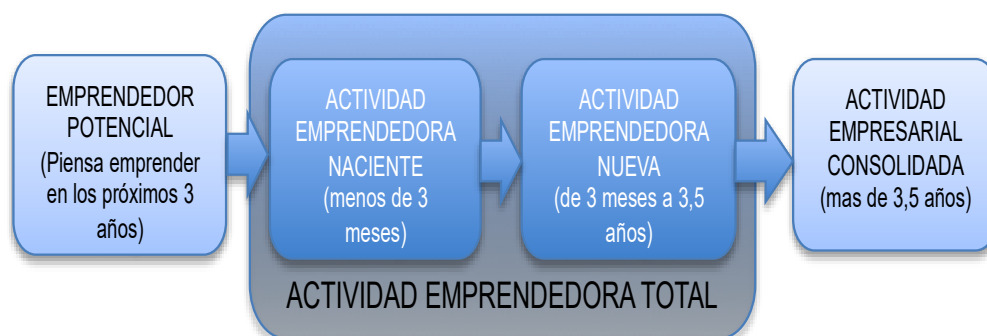 EMPRENDEDOR
POTENCIAL
(Piensa emprender
en los próximos 3
años)
ACTIVIDAD
EMPRENDEDORA
NACIENTE
(menos de 3
meses)
ACTIVIDAD
EMPRENDEDORA
NUEVA
(de 3 meses a 3,5
años)
ACTIVIDAD
EMPRESARIAL
CONSOLIDADA
(mas de 3,5 años)
ACTIVIDAD EMPRENDEDORA TOTAL